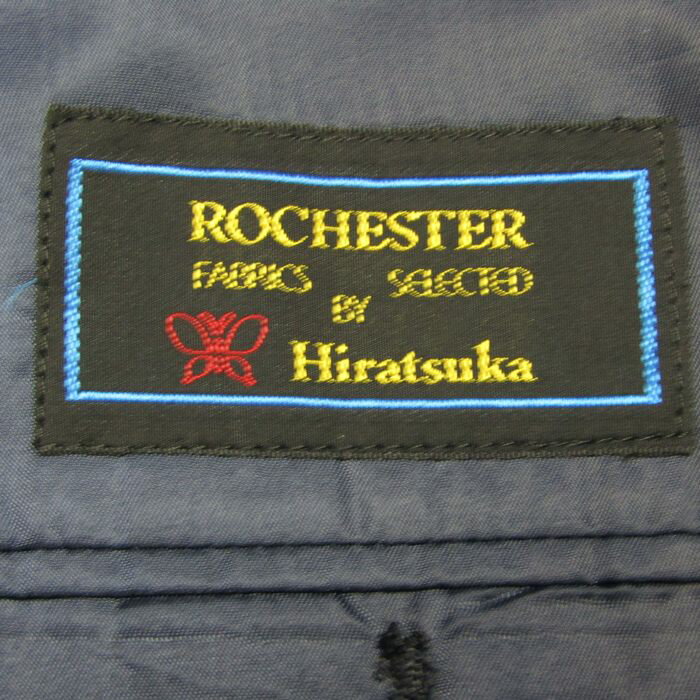 ROCHESTER
FABRICS SELECTED
BY
Hiratsuka